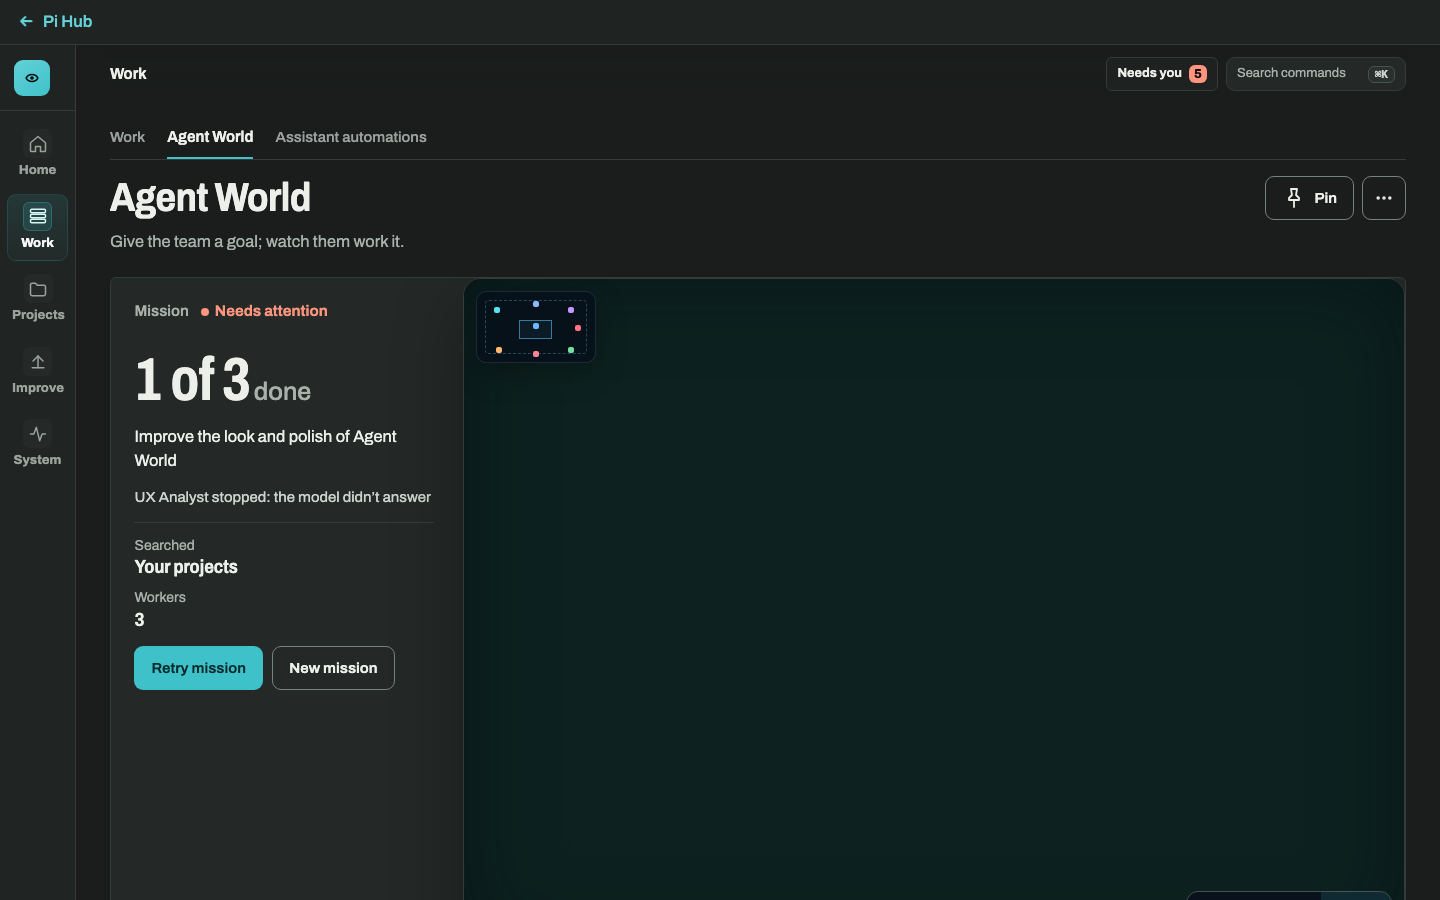 Pi Hub
Work
Needs you 5
Search commands ⌘K
Home
Work
Projects
Improve
System
Work
Agent World
Assistant automations
Agent World
Pin
Give the team a goal; watch them work it.
Mission
Needs attention
1 of 3 done
Improve the look and polish of Agent
World
UX Analyst stopped: the model didn’t answer
Searched
Your projects
Workers
3
Retry mission
New mission